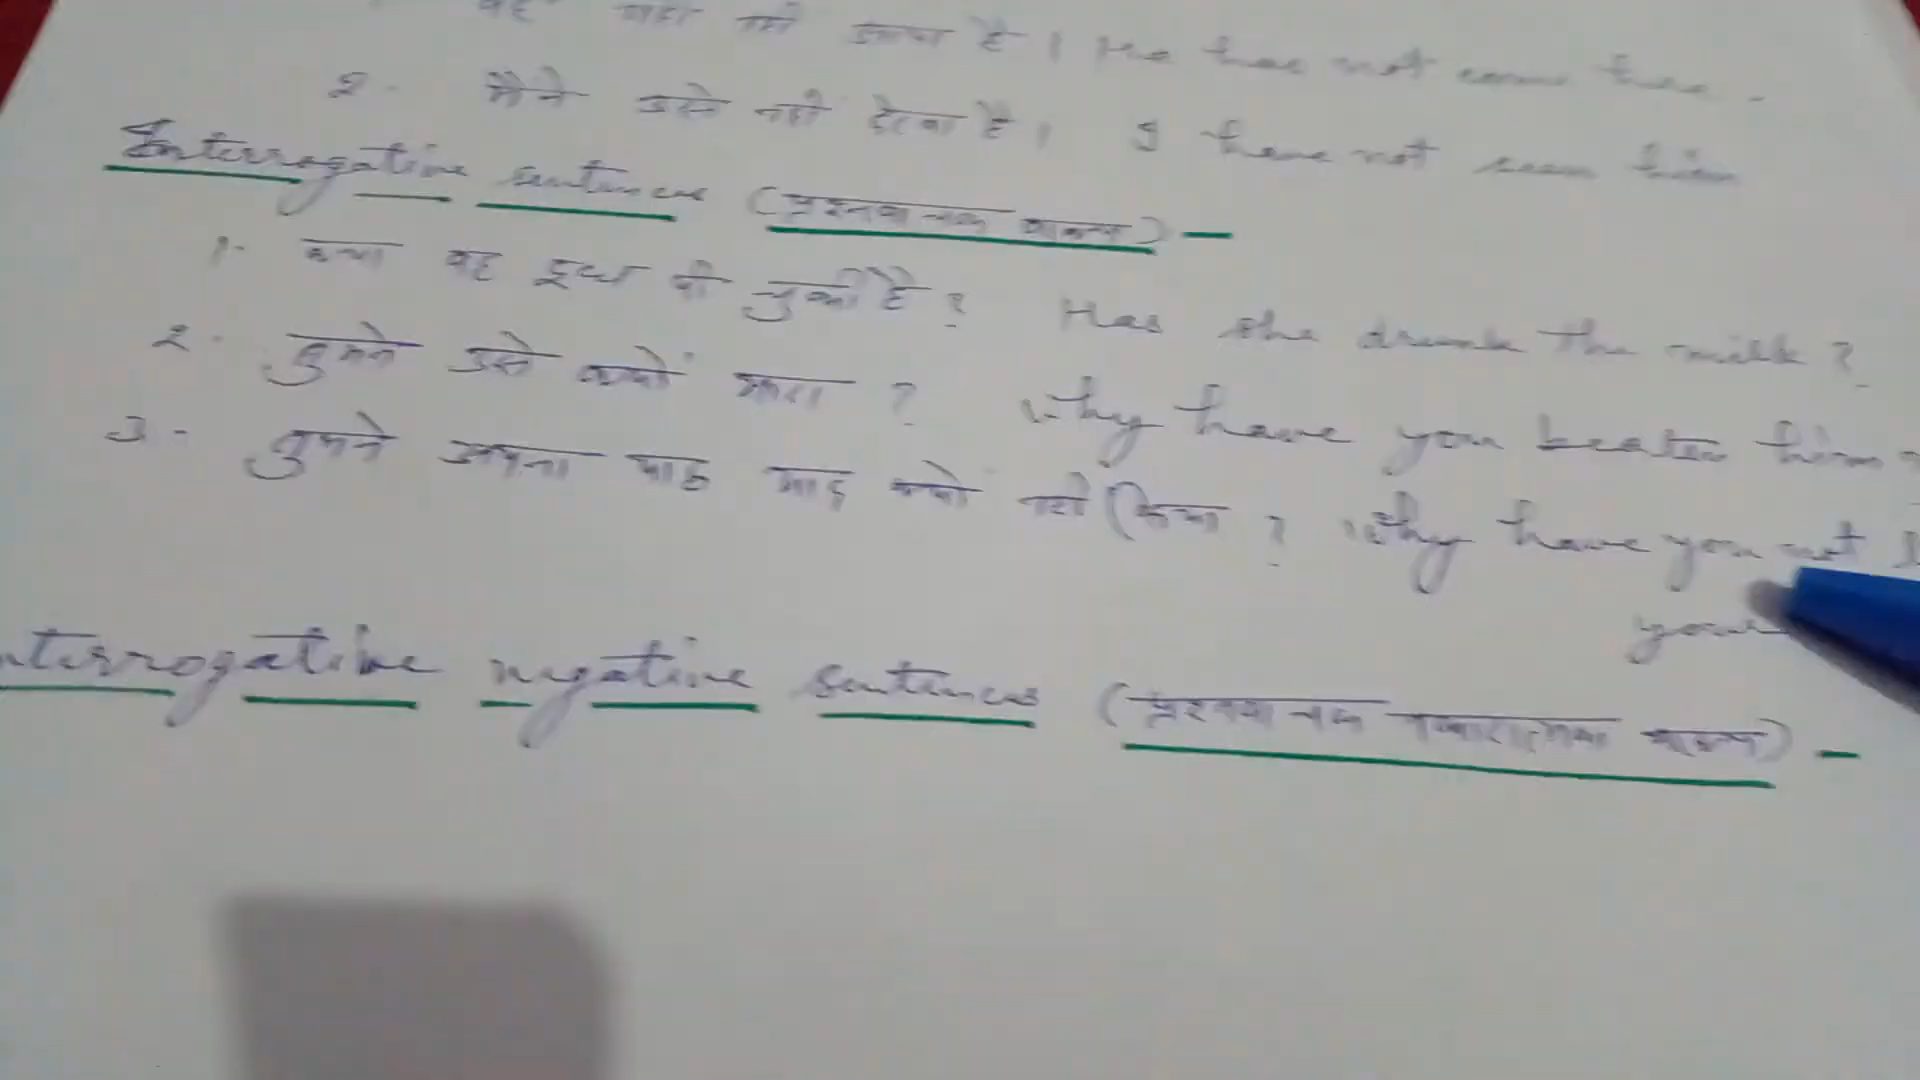 वह यहां नहीं आया है । He has not come here .
2 - मैने उसे नहीं देखा है । I have not seen him
Interrogative sentences (प्रश्नवाचक वाक्य) -
1 - क्या वह दूध पी चुकी है ? Has she drunk the milk ?
2 - तुमने उसे क्यों मारा ? Why have you beaten him
3 - तुमने अपना पाठ याद क्यों नहीं किया ? Why have you not
your
nterrogative negative sentences (प्रश्नवाचक नकारात्मक वाक्य) -